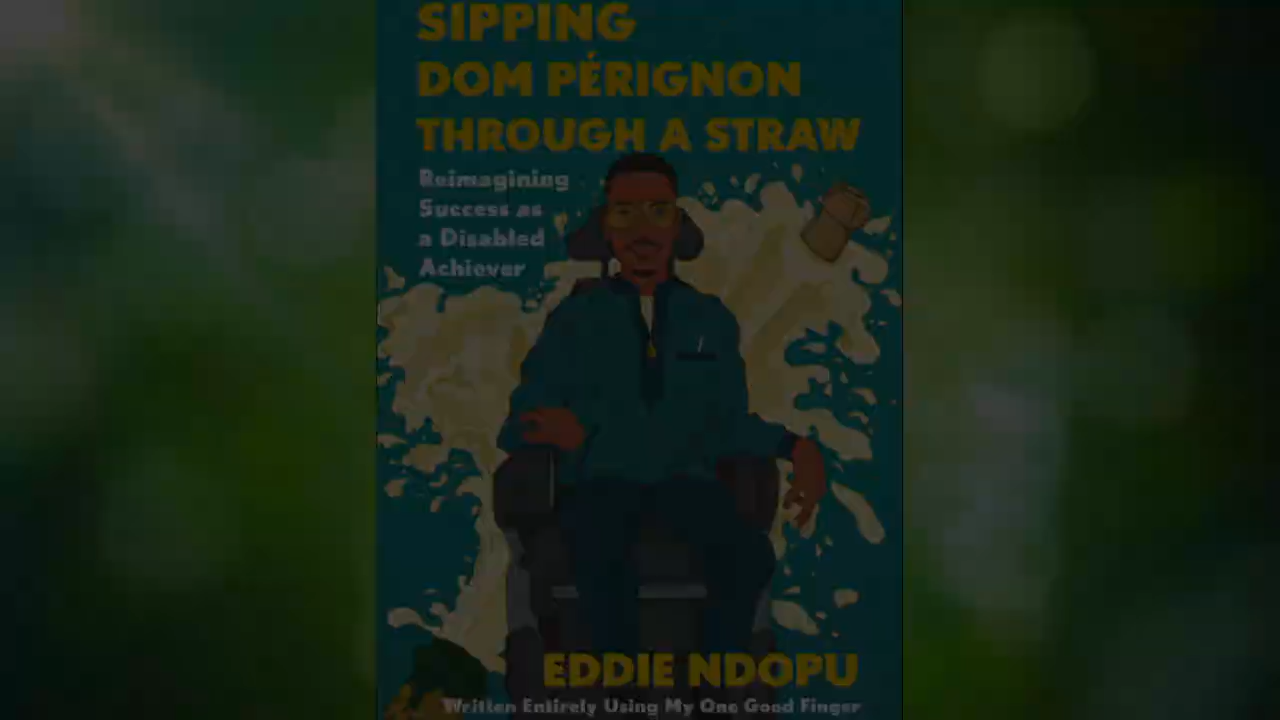 SIPPING
DOM PÉRIGNON
THROUGH A STRAW
Reimagining
Success as
a Disabled
Achiever
EDDIE NDOPU
Written Entirely Using My One Good Finger